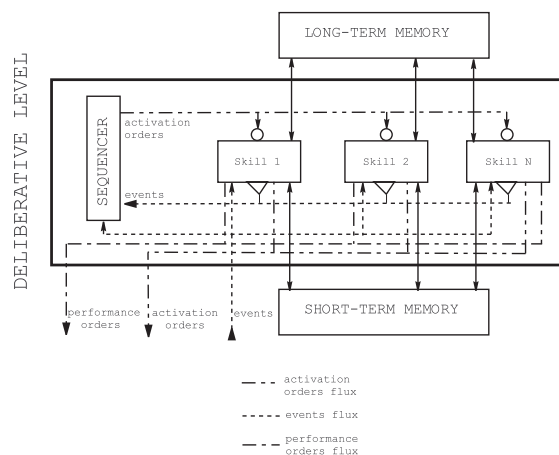 LONG-TERM MEMORY
DELIBERATIVE LEVEL
SEQUENCER
activation
orders
Skill 1
Skill 2
Skill N
events
performance
orders
activation
orders
events
SHORT-TERM MEMORY
activation
orders flux
events flux
performance
orders flux